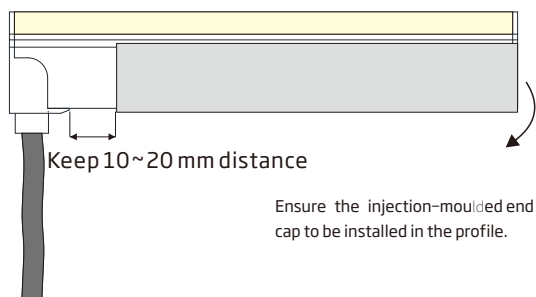 Keep 10~20 mm distance
Ensure the injection-moulded end
cap to be installed in the profile.